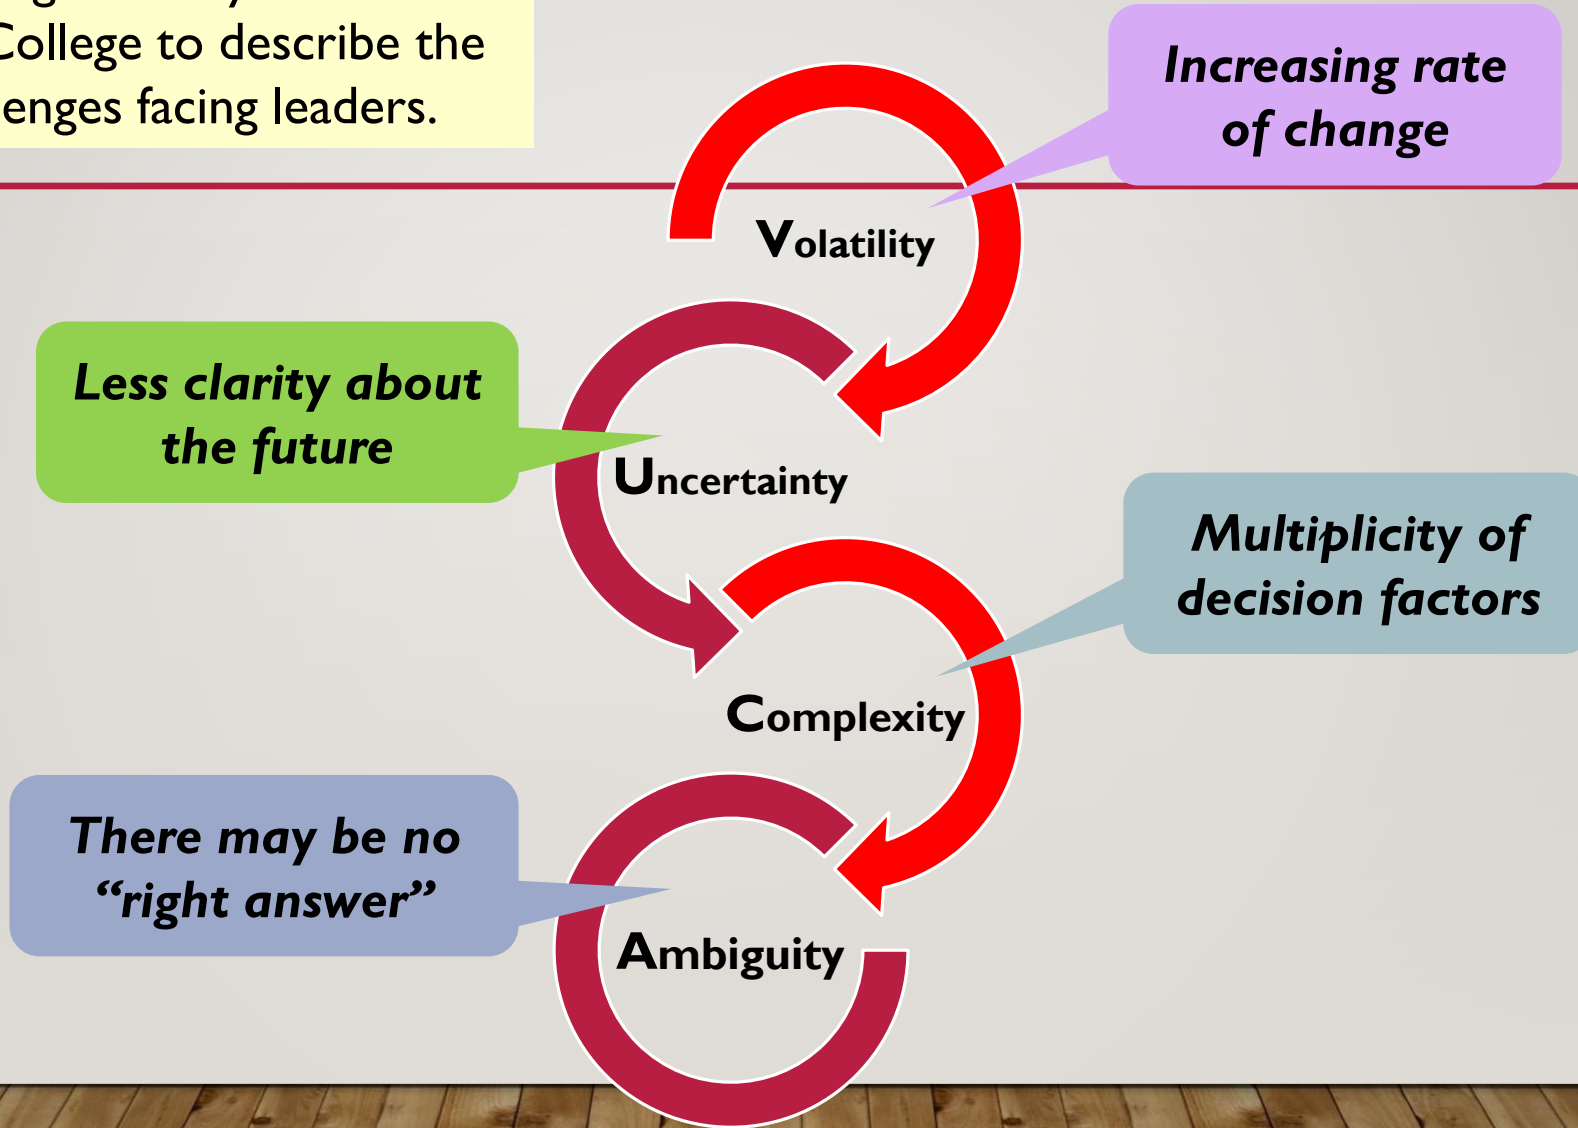 College to describe the
enges facing leaders.
Increasing rate
of change
Volatility
Less clarity about
the future
Uncertainty
Multiplicity of
decision factors
Complexity
There may be no
“right answer”
Ambiguity